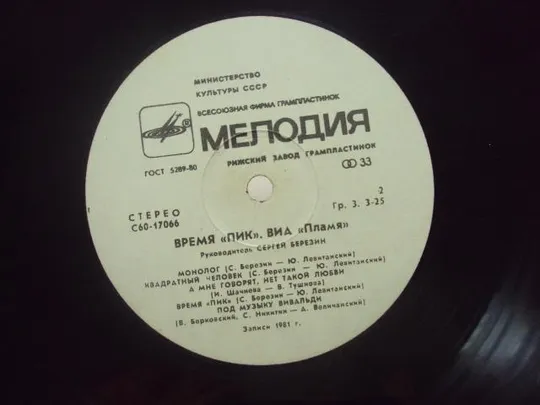 МИНИСТЕРСТВО
КУЛЬТУРЫ СССР
ВСЕСОЮЗНАЯ ФИРМА ГРАМПЛАСТИНОК
МЕЛОДИЯ
РИЖСКИЙ ЗАВОД ГРАМПЛАСТИНОК
ГОСТ 5289-80
33
СТЕРЕО
С60-17066
2
Гр. 3. 3-25
ВРЕМЯ «ПИК». ВИА «Пламя»
Руководитель СЕРГЕЙ БЕРЕЗИН
МОНОЛОГ (С. Березин — Ю. Левитанский)
КВАДРАТНЫЙ ЧЕЛОВЕК (С. Березин — Ю. Левитанский)
А МНЕ ГОВОРЯТ, НЕТ ТАКОЙ ЛЮБВИ
(И. Шачнева — В. Тушнова)
ВРЕМЯ «ПИК» (С. Березин — Ю. Левитанский)
ПОД МУЗЫКУ ВИВАЛЬДИ
(В. Берковский, С. Никитин — А. Величанский)
Записи 1981 г.